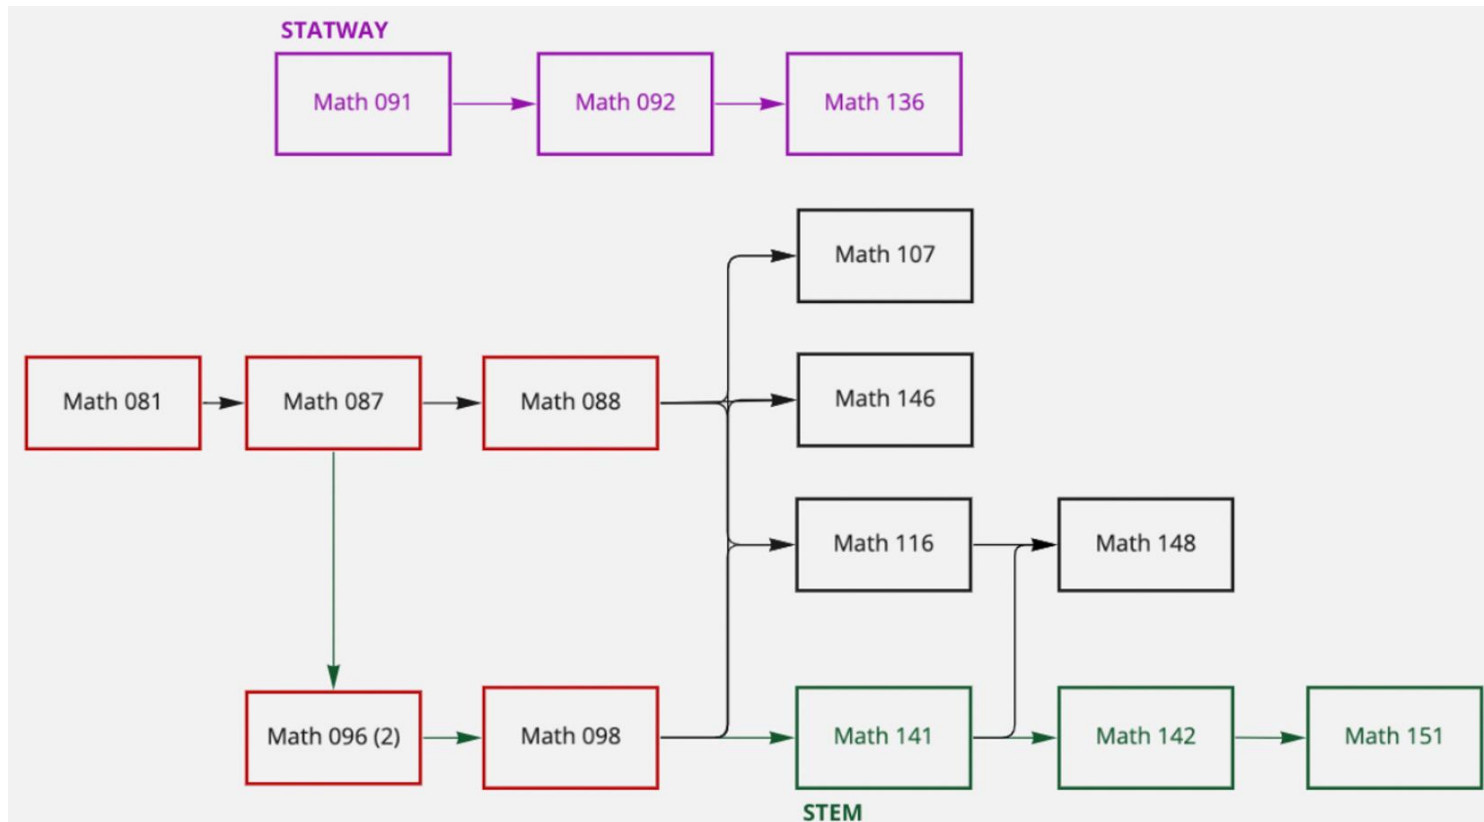 STATWAY
Math 091
Math 092
Math 136
Math 107
Math 081
Math 087
Math 088
Math 146
Math 116
Math 148
Math 096 (2)
Math 098
Math 141
Math 142
Math 151
STEM